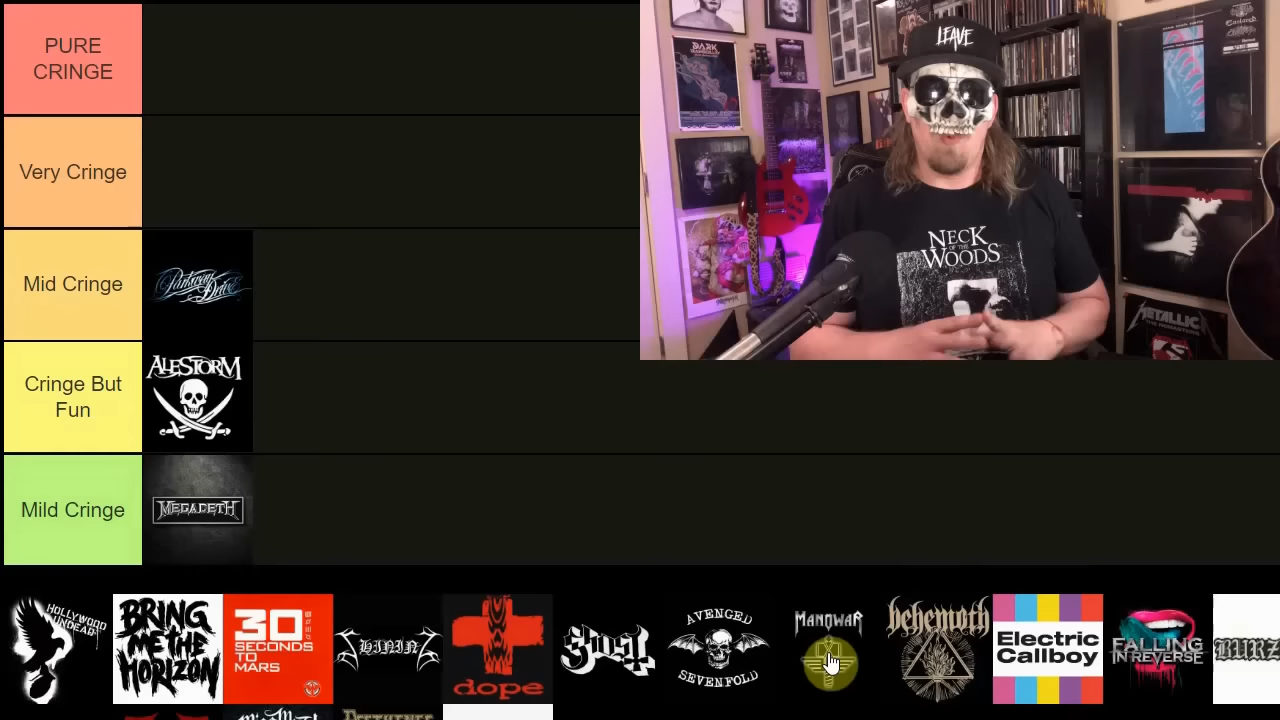 PURE
CRINGE
Very Cringe
Mid Cringe
Parkway
Drive
Cringe But
Fun
ALESTORM
Mild Cringe
MEGADETH
LEAVE
NECK
OF THE
WOODS
METALLICA
HOLLYWOOD
UNDEAD
BRING
ME THE
HORIZON
30
SECONDS
TO
MARS
SHINING
dope
Ghost
AVENGED
SEVENFOLD
MANOWAR
behemoth
Electric
Callboy
FALLING
IN REVERSE